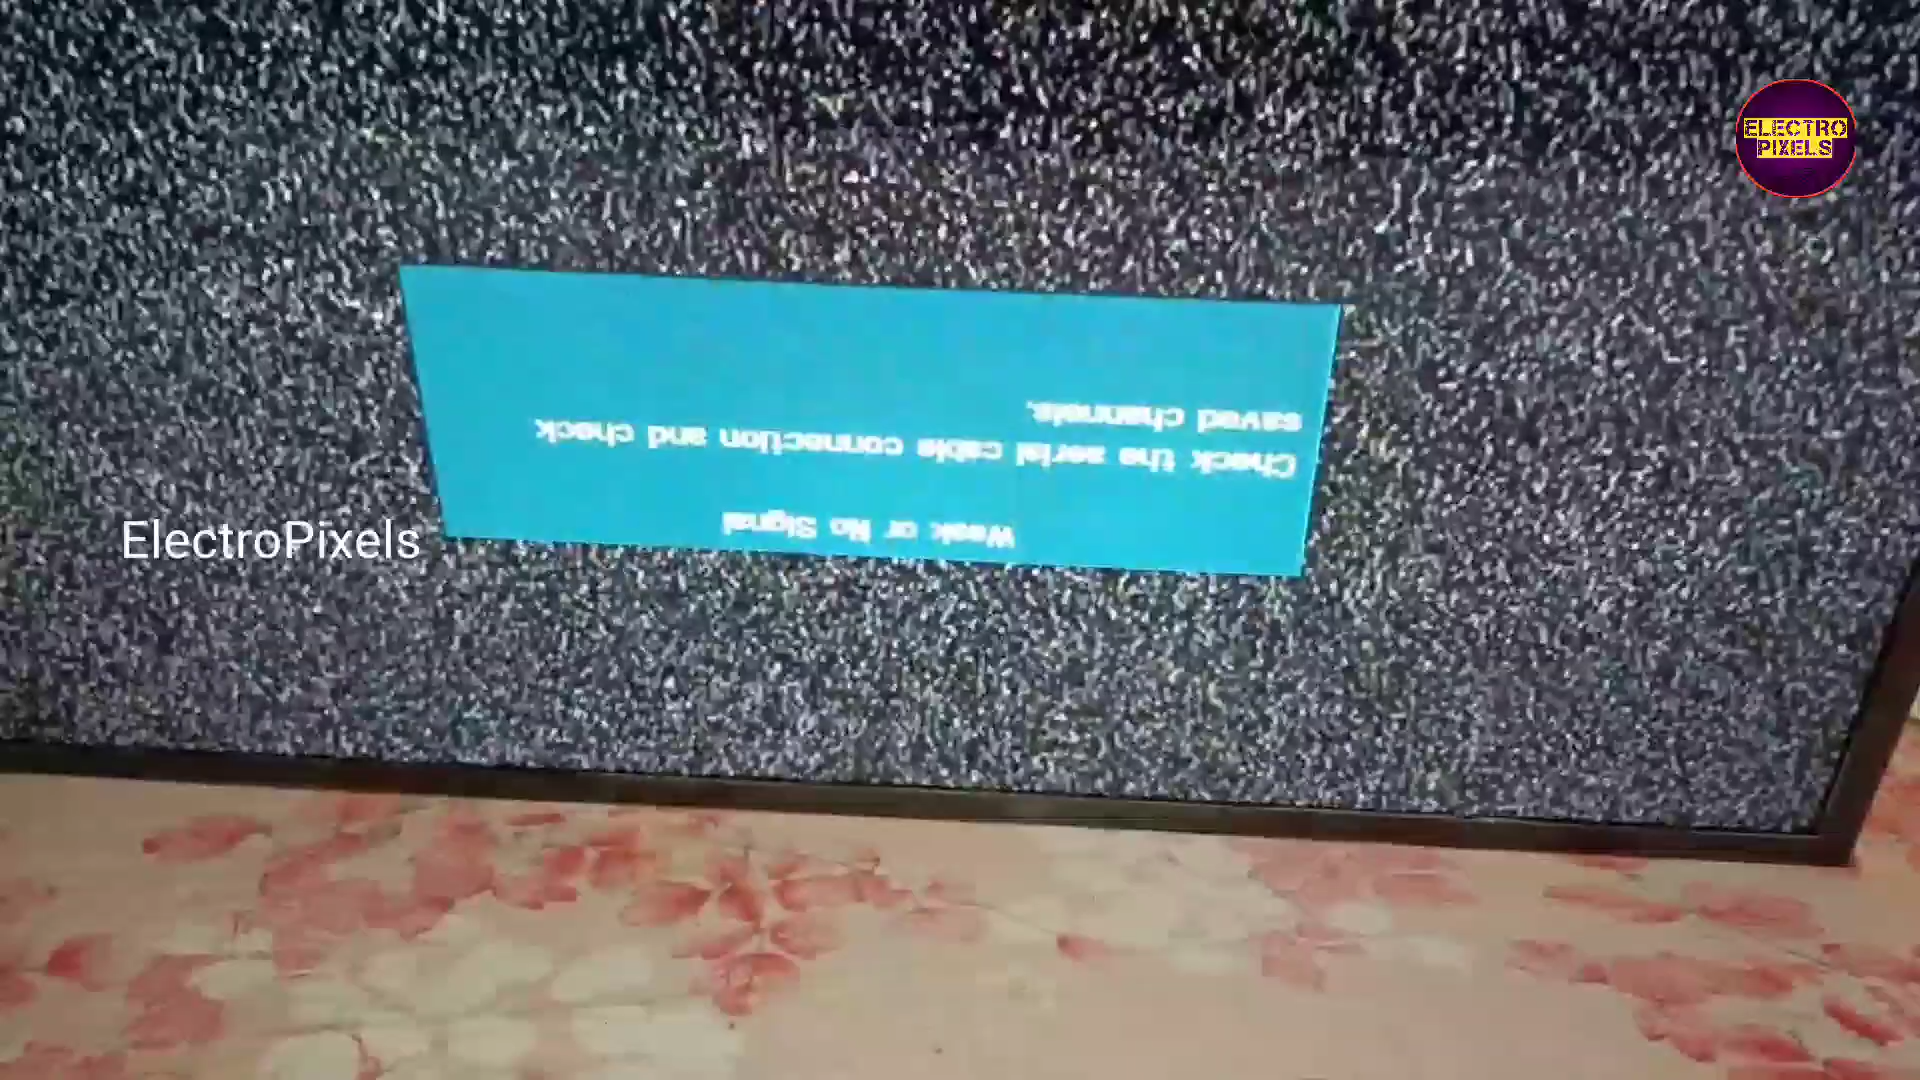 ELECTRO
PIXELS
Weak or No Signal
Check the aerial cable connection and check
saved channels.
ElectroPixels